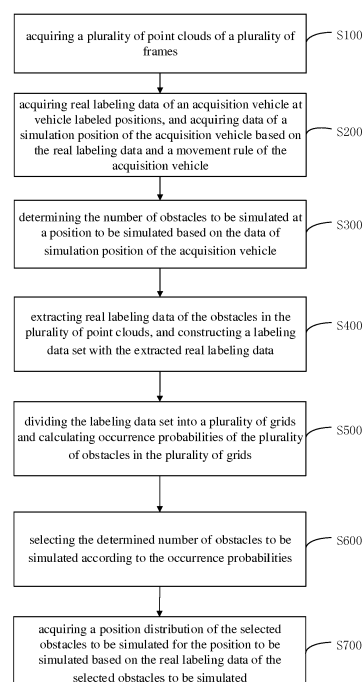 acquiring a plurality of point clouds of a plurality of
frames
S100
acquiring real labeling data of an acquisition vehicle at
vehicle labeled positions, and acquiring data of a
simulation position of the acquisition vehicle based on
the real labeling data and a movement rule of the
acquisition vehicle
S200
determining the number of obstacles to be simulated at
a position to be simulated based on the data of
simulation position of the acquisition vehicle
S300
extracting real labeling data of the obstacles in the
plurality of point clouds, and constructing a labeling
data set with the extracted real labeling data
S400
dividing the labeling data set into a plurality of grids
and calculating occurrence probabilities of the plurality
of obstacles in the plurality of grids
S500
selecting the determined number of obstacles to be
simulated according to the occurrence probabilities
S600
acquiring a position distribution of the selected
obstacles to be simulated for the position to be
simulated based on the real labeling data of the
selected obstacles to be simulated
S700